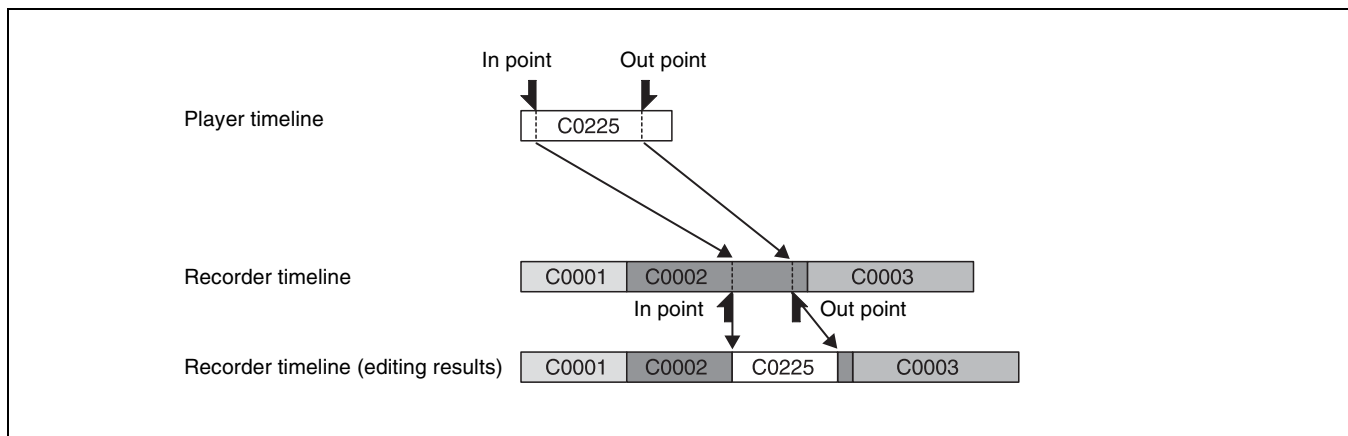 In point Out point
Player timeline
C0225
Recorder timeline
C0001 C0002 C0003
In point Out point
Recorder timeline (editing results)
C0001 C0002 C0225 C0003